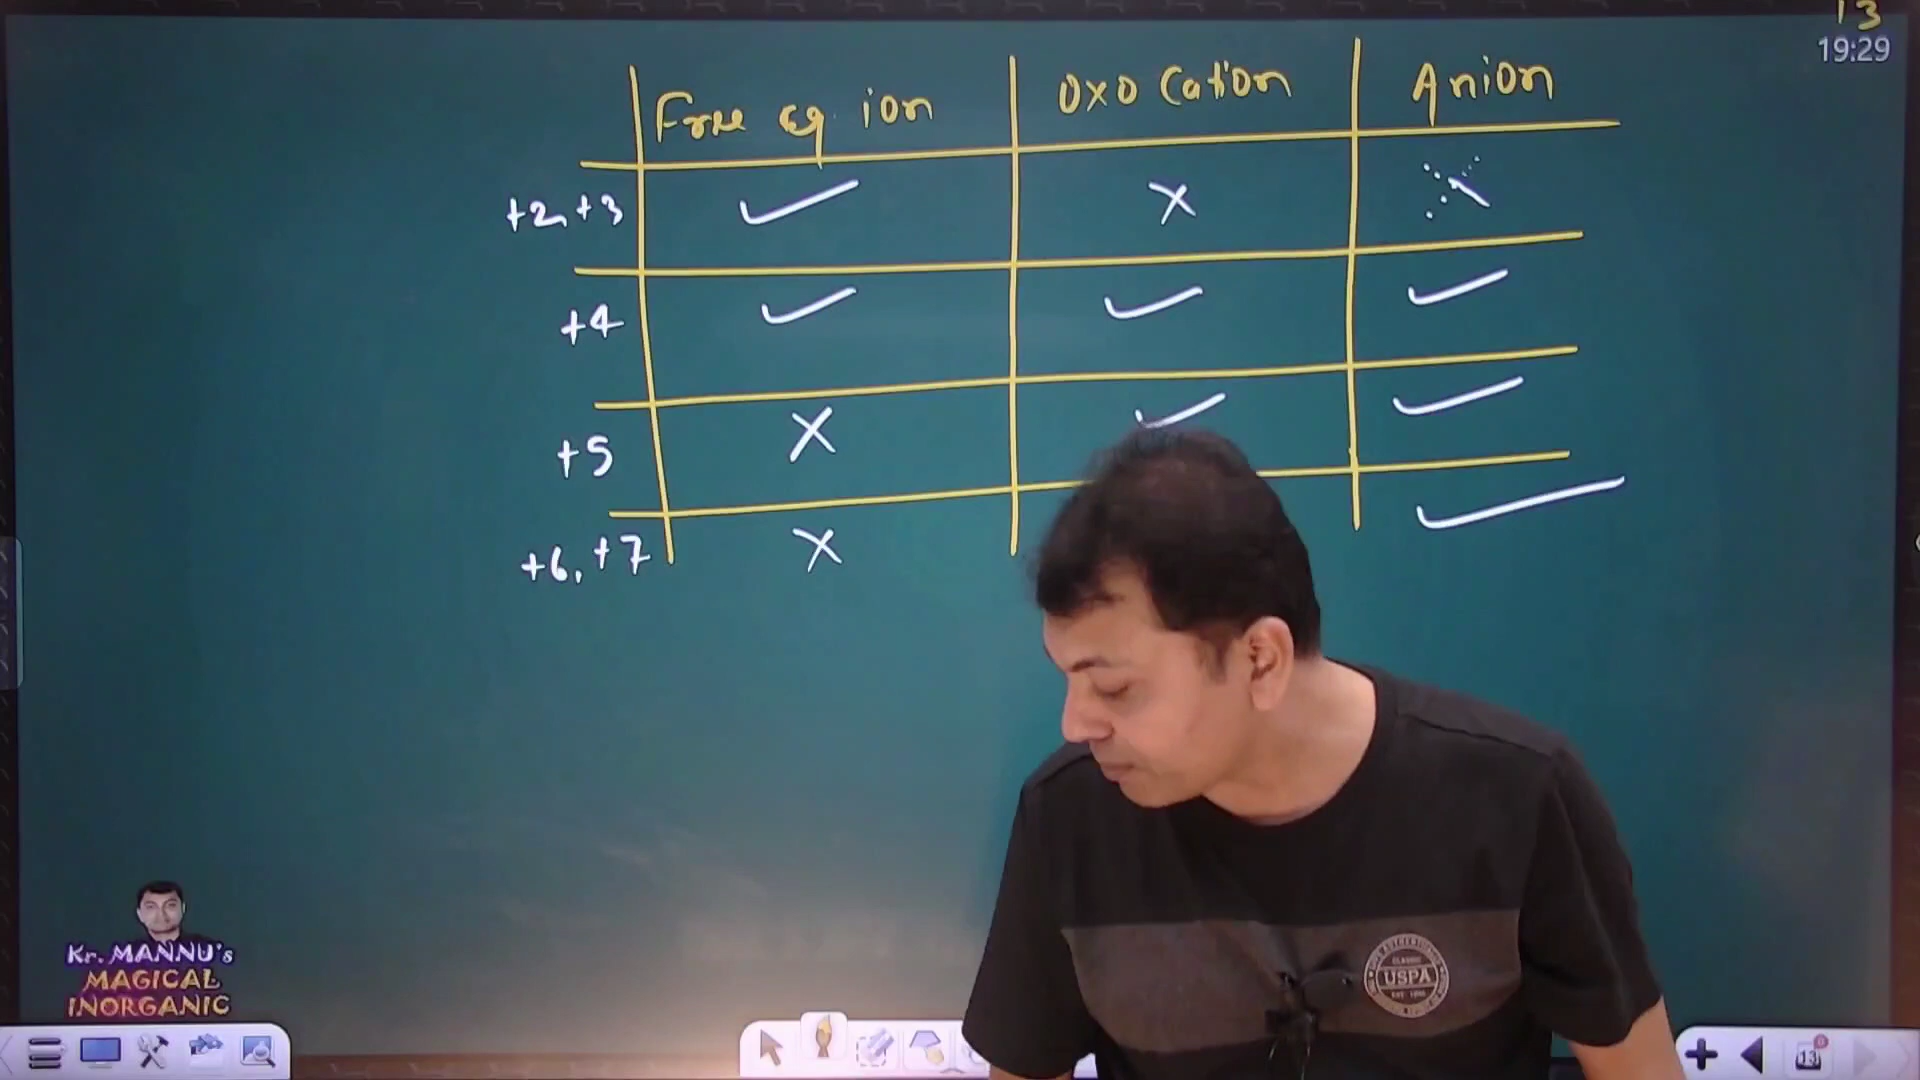 13
19:29
Free aq ion
Oxo Cation
Anion
+2, +3 ✓ ✗
+4 ✓ ✓ ✓
+5 ✗ ✓ ✓
+6, +7 ✗ ✓
Kr. MANNU's
MAGICAL
INORGANIC
USPA
13